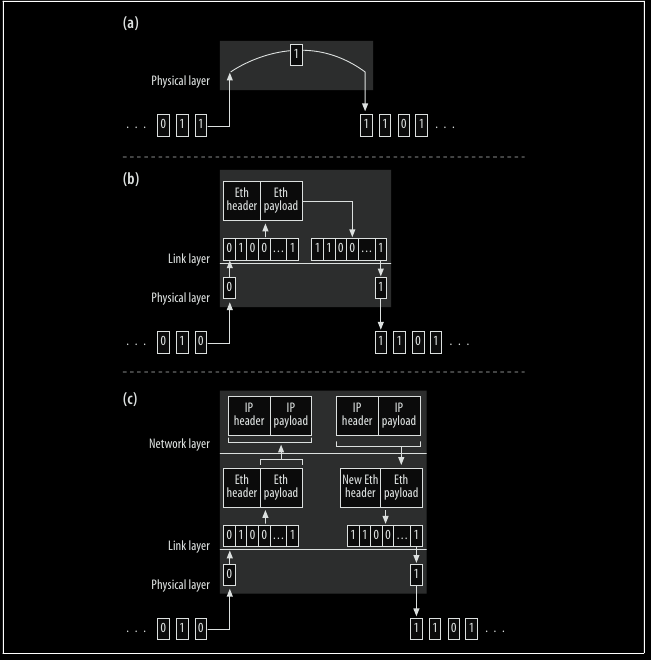 (a)
1
Physical layer
. . . 0 1 1
1 1 0 1 . . .
(b)
Eth header Eth payload
0 1 0 0 ... 1
1 1 0 0 ... 1
Link layer
0
1
Physical layer
. . . 0 1 0
1 1 0 1 . . .
(c)
IP header IP payload
IP header IP payload
Network layer
Eth header Eth payload
New Eth header Eth payload
0 1 0 0 ... 1
1 1 0 0 ... 1
Link layer
0
1
Physical layer
. . . 0 1 0
1 1 0 1 . . .